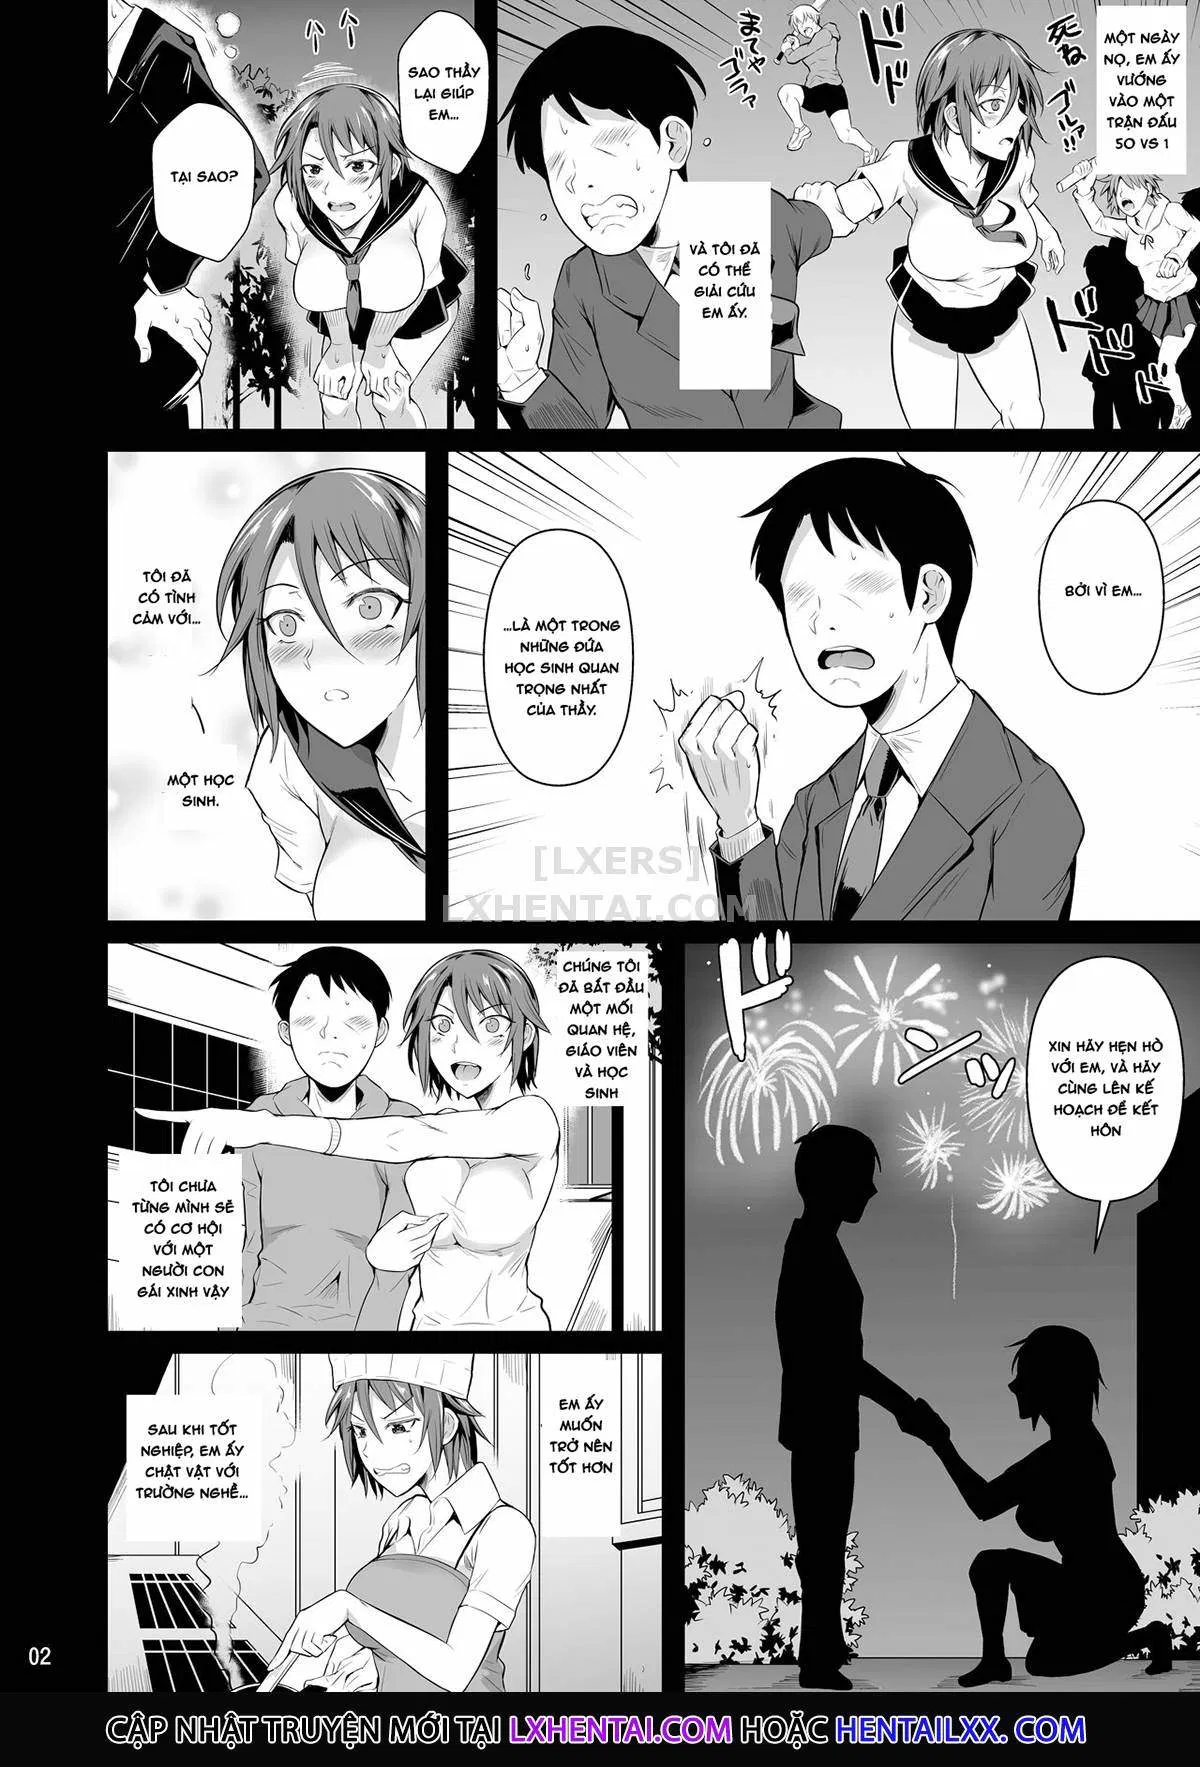 MỘT NGÀY
NỌ, EM ẤY
VƯỚNG
VÀO MỘT
TRẬN ĐẤU
50 VS 1
死ね
ゴルァ!!
ドド
まてや
ゴラァ
ドドド
VÀ TÔI ĐÃ
CÓ THỂ
GIẢI CỨU
EM ẤY.
SAO THẦY
LẠI GIÚP
EM...
TẠI SAO?
BỞI VÌ EM...
...LÀ MỘT TRONG
NHỮNG ĐỨA
HỌC SINH QUAN
TRỌNG NHẤT
CỦA THẦY.
TÔI ĐÃ
CÓ TÌNH
CẢM VỚI...
MỘT HỌC
SINH.
[LXERS]
LXHENTAI.COM
XIN HÃY HẸN HÒ
VỚI EM, VÀ HÃY
CÙNG LÊN KẾ
HOẠCH ĐỂ KẾT
HÔN
ドーン
CHÚNG TÔI
ĐÃ BẮT ĐẦU
MỘT MỐI
QUAN HỆ,
GIÁO VIÊN
VÀ HỌC
SINH
TÔI CHƯA
TỪNG MÌNH SẼ
CÓ CƠ HỘI
VỚI MỘT
NGƯỜI CON
GÁI XINH VẬY
EM ẤY
MUỐN
TRỞ NÊN
TỐT HƠN
SAU KHI TỐT
NGHIỆP, EM ẤY
CHẬT VẬT VỚI
TRƯỜNG NGHỀ...
02
CẬP NHẬT TRUYỆN MỚI TẠI LXHENTAI.COM HOẶC HENTAILXX. COM